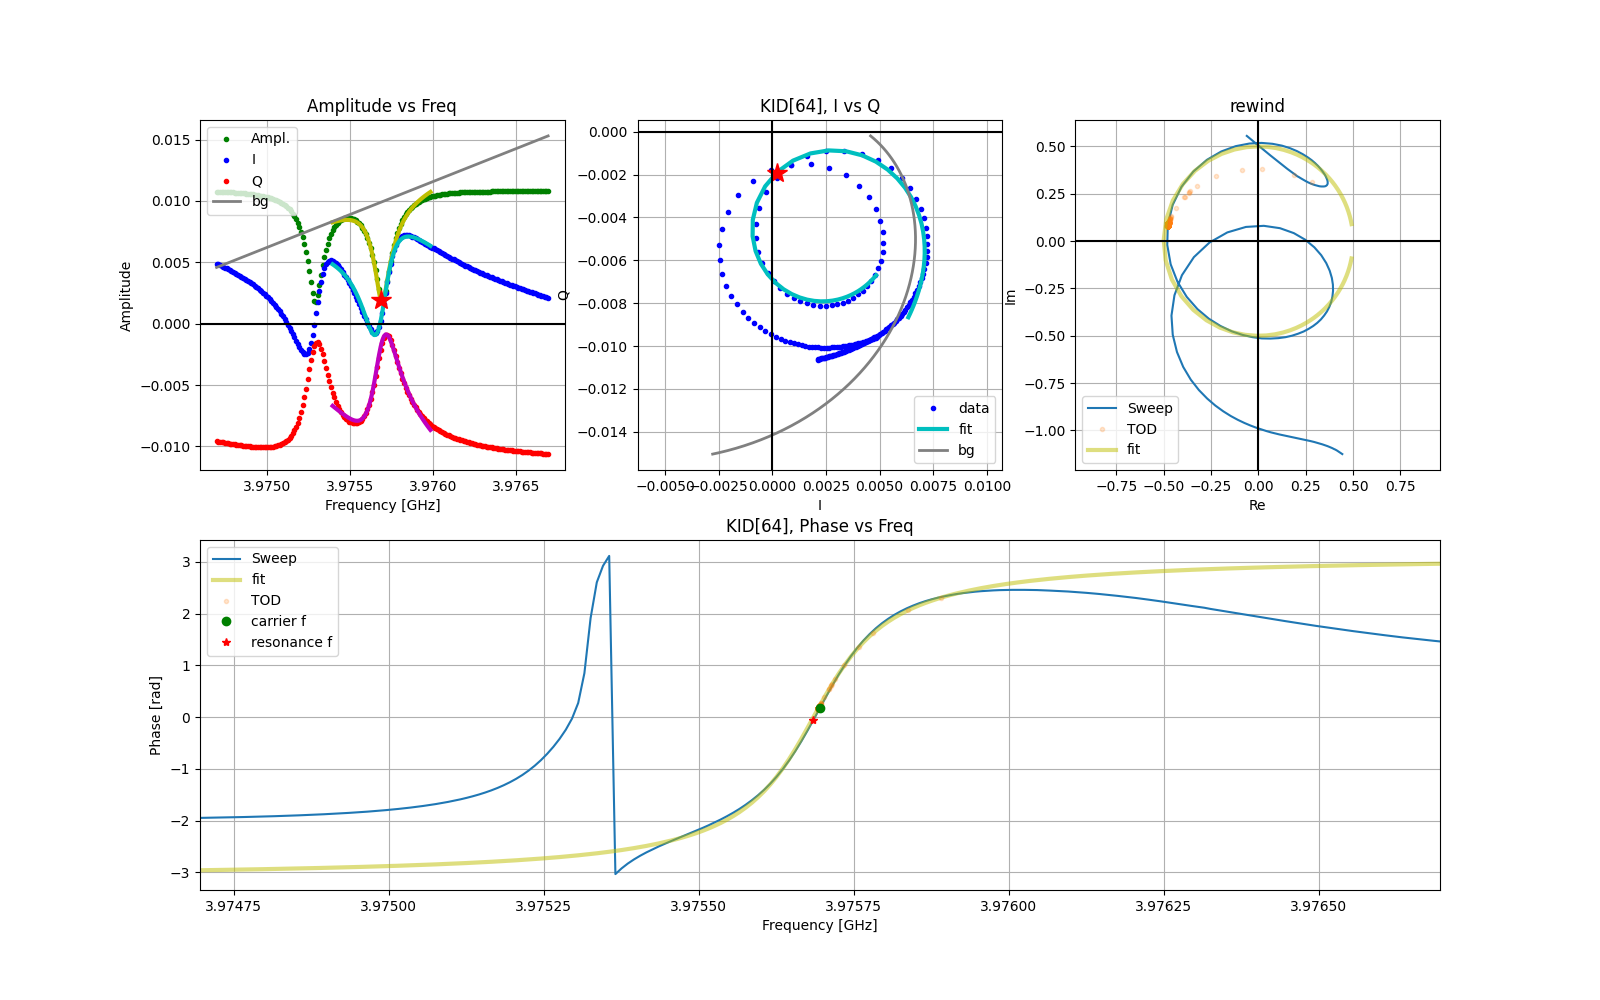 Amplitude vs Freq
Amplitude
0.015
0.010
0.005
0.000
−0.005
−0.010
Ampl.
I
Q
bg
3.9750
3.9755
3.9760
3.9765
Frequency [GHz]
KID[64], I vs Q
Q
0.000
−0.002
−0.004
−0.006
−0.008
−0.010
−0.012
−0.014
data
fit
bg
−0.0050
−0.0025
0.0000
0.0025
0.0050
0.0075
0.0100
I
rewind
Im
0.50
0.25
0.00
−0.25
−0.50
−0.75
−1.00
Sweep
TOD
fit
−0.75
−0.50
−0.25
0.00
0.25
0.50
0.75
Re
KID[64], Phase vs Freq
Phase [rad]
3
2
1
0
−1
−2
−3
Sweep
fit
TOD
carrier f
resonance f
3.97475
3.97500
3.97525
3.97550
3.97575
3.97600
3.97625
3.97650
Frequency [GHz]